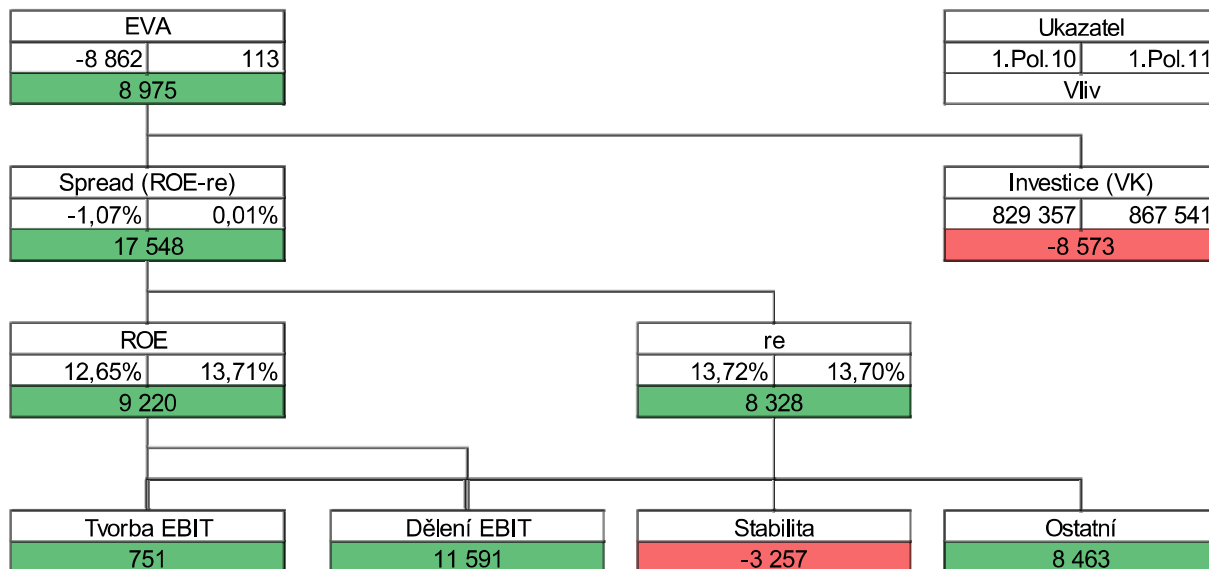 EVA
-8 862 113
8 975
Ukazatel
1.Pol.10 1.Pol.11
Vliv
Spread (ROE-re)
-1,07% 0,01%
17 548
Investice (VK)
829 357 867 541
-8 573
ROE
12,65% 13,71%
9 220
re
13,72% 13,70%
8 328
Tvorba EBIT
751
Dělení EBIT
11 591
Stabilita
-3 257
Ostatní
8 463